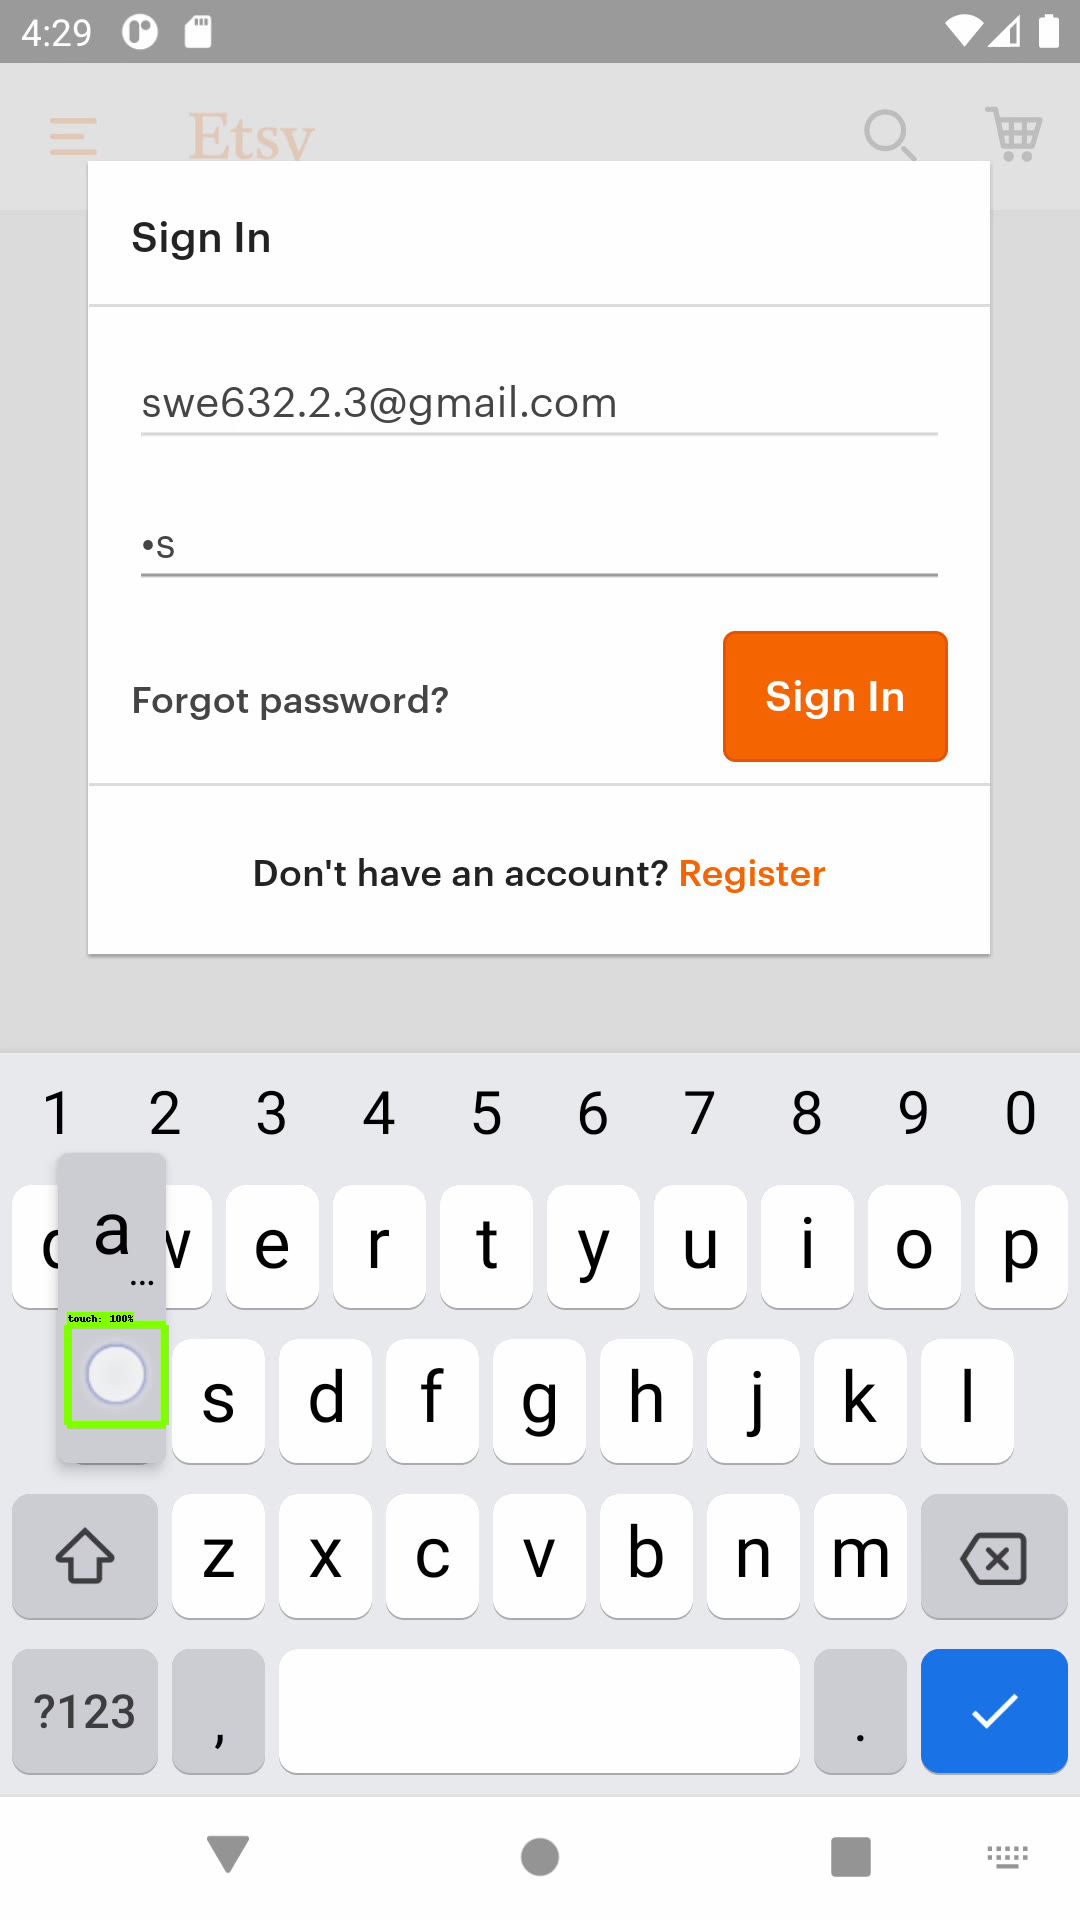 4:29
Etsy
Sign In
swe632.2.3@gmail.com
•s
Forgot password?
Sign In
Don't have an account? Register
1 2 3 4 5 6 7 8 9 0
a
...
q w e r t y u i o p
touch: 100%
s d f g h j k l
z x c v b n m
?123 , .